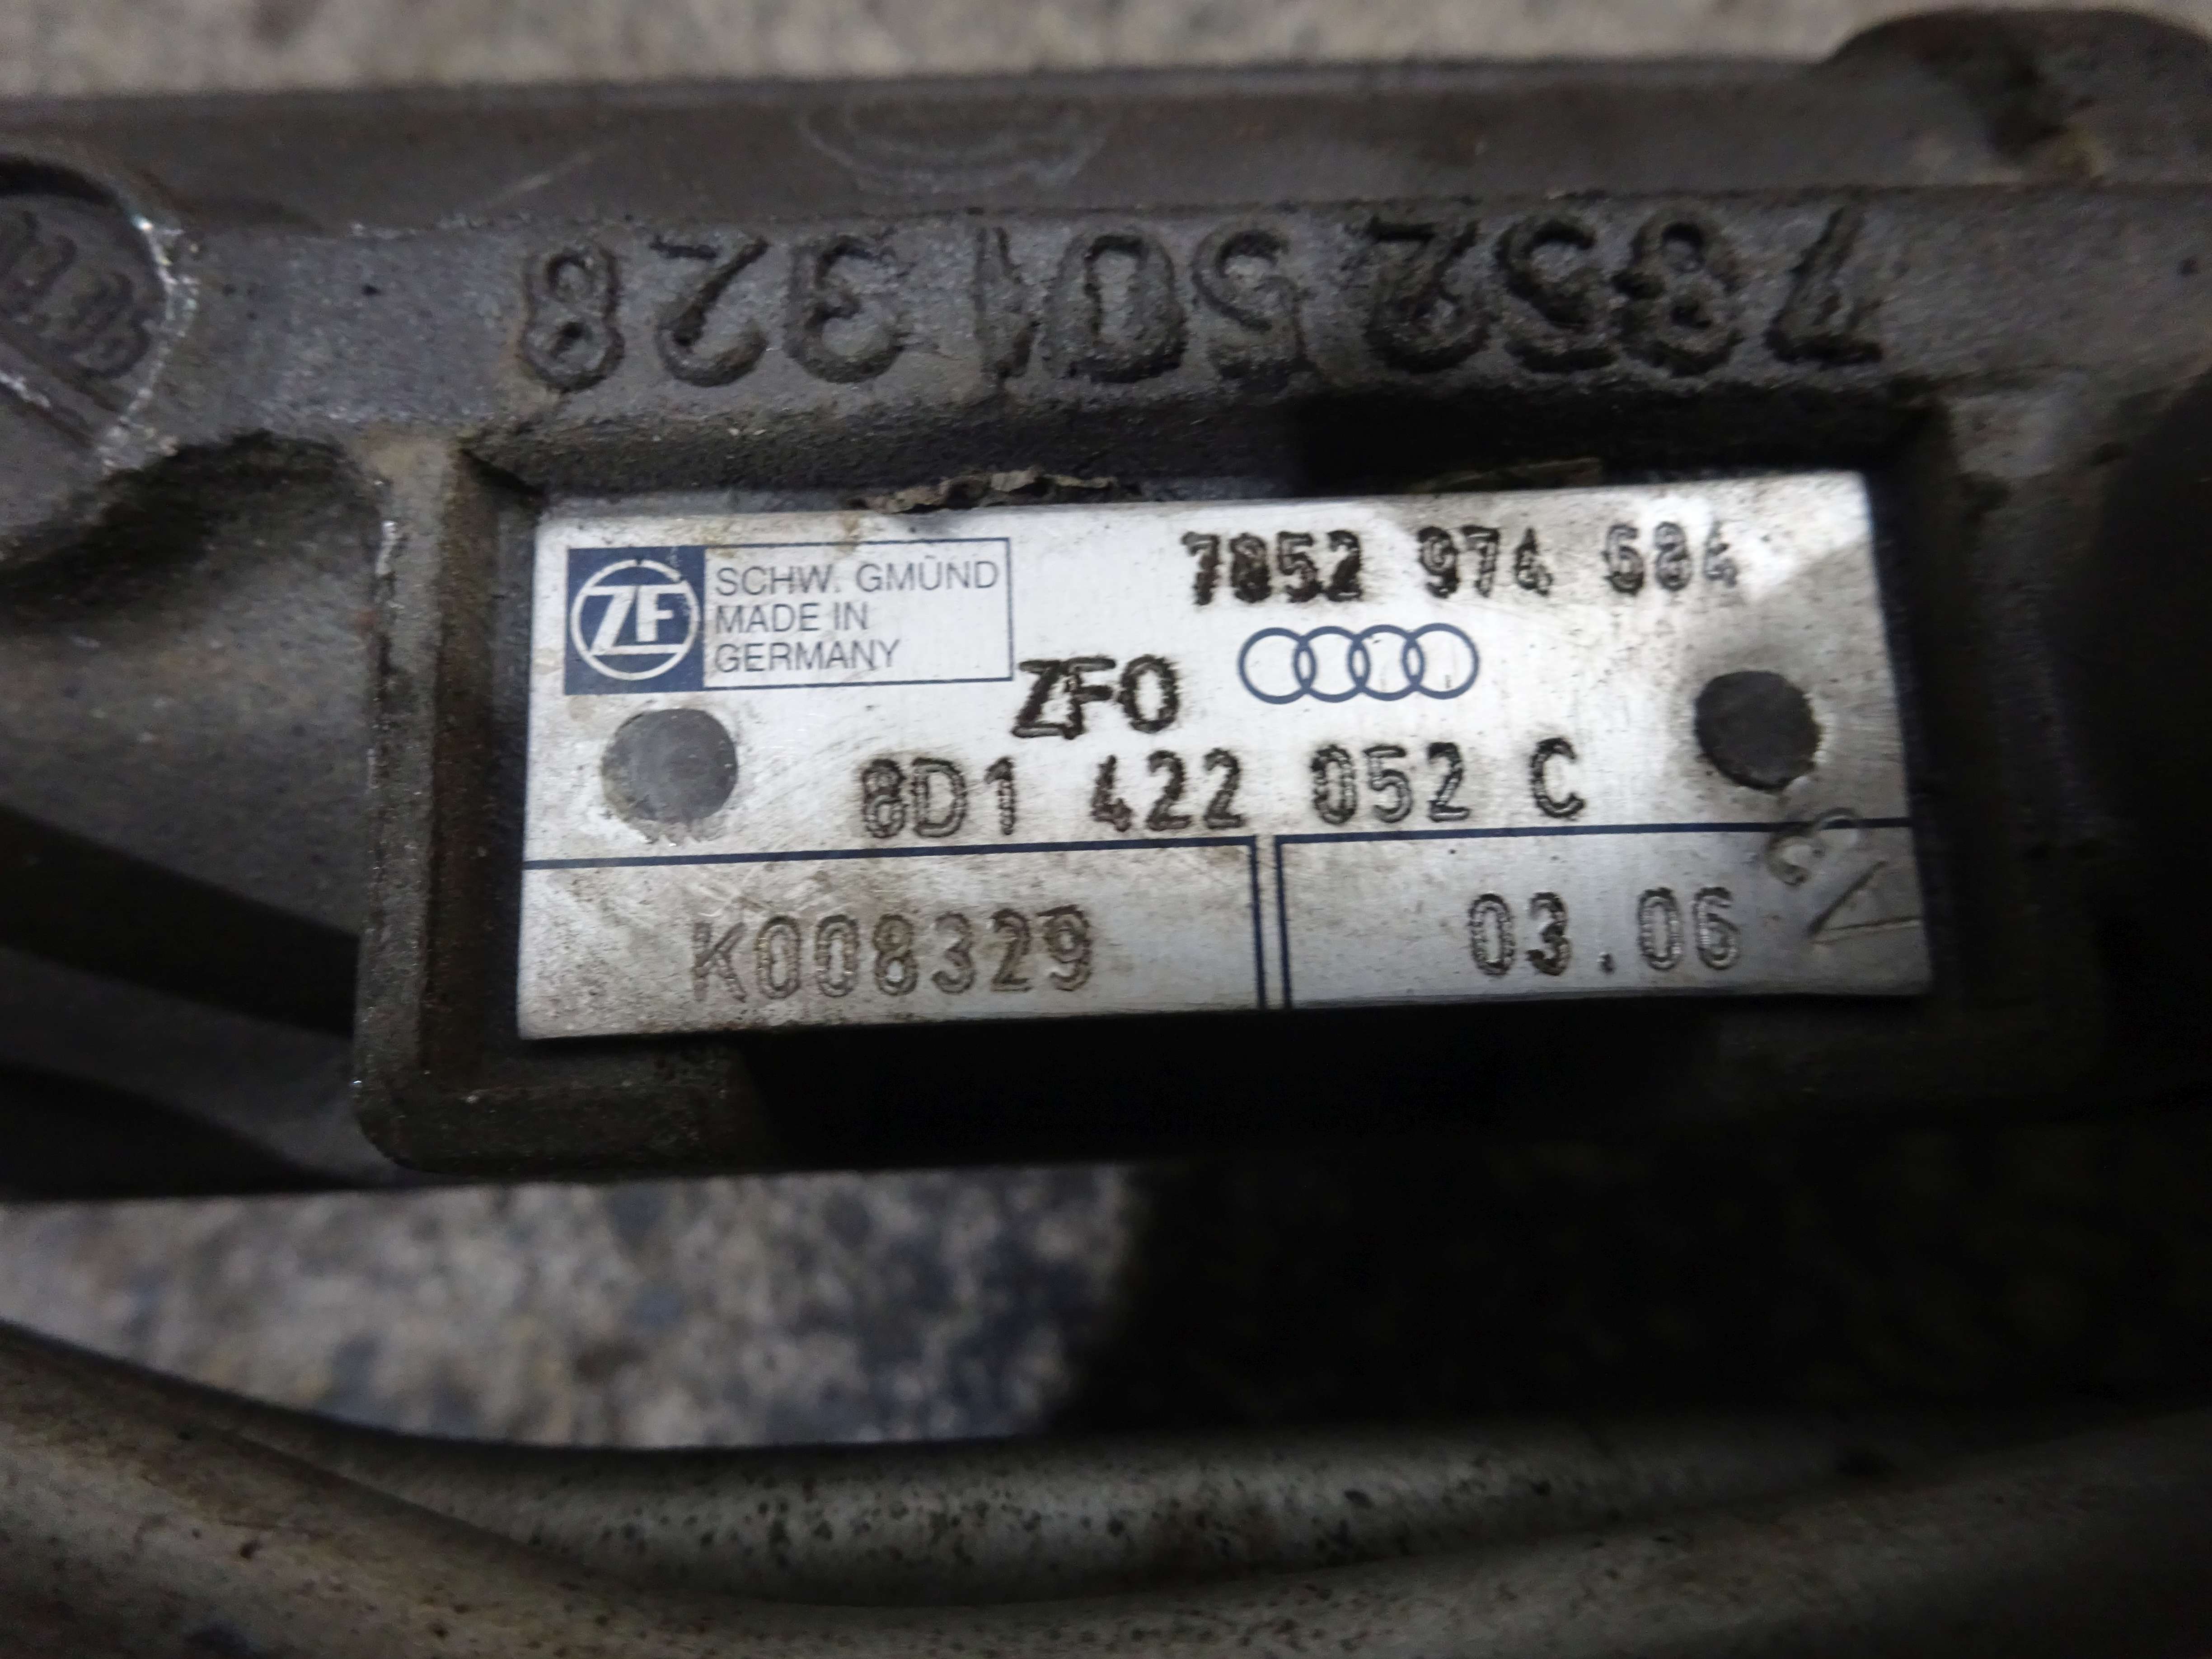 7852 501 328
ZF
SCHW. GMÜND
MADE IN
GERMANY
7852 974 684
ZFO
8D1 422 052 C
K008329
03.06